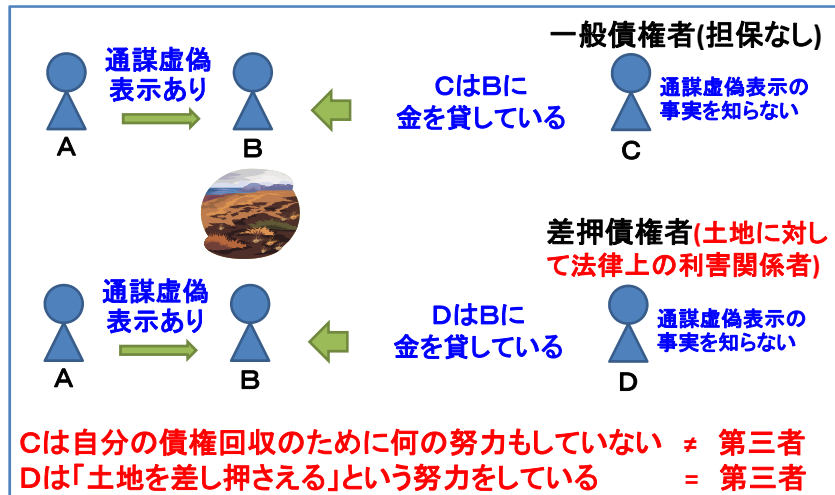 一般債権者(担保なし)
通謀虚偽
表示あり
CはBに
金を貸している
通謀虚偽表示の
事実を知らない
A
B
C
差押債権者(土地に対し
て法律上の利害関係者)
通謀虚偽
表示あり
DはBに
金を貸している
通謀虚偽表示の
事実を知らない
A
B
D
Cは自分の債権回収のために何の努力もしていない ≠ 第三者
Dは「土地を差し押さえる」という努力をしている = 第三者